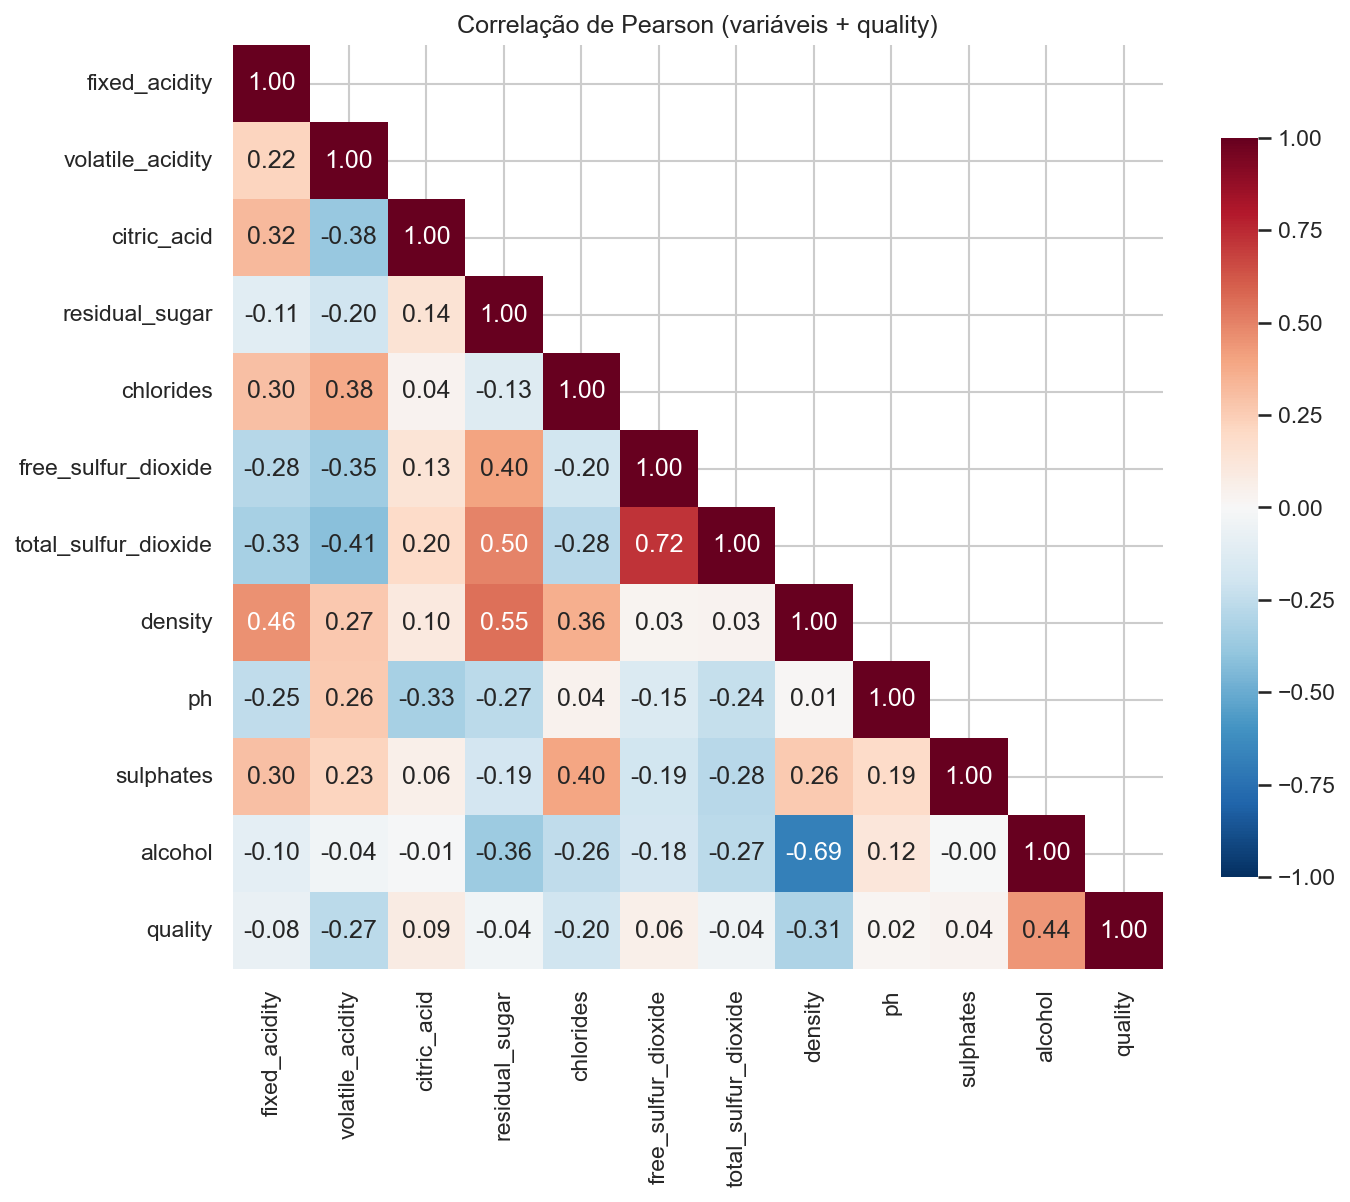 Correlação de Pearson (variáveis + quality)
fixed_acidity 1.00
volatile_acidity 0.22 1.00
citric_acid 0.32 -0.38 1.00
residual_sugar -0.11 -0.20 0.14 1.00
chlorides 0.30 0.38 0.04 -0.13 1.00
free_sulfur_dioxide -0.28 -0.35 0.13 0.40 -0.20 1.00
total_sulfur_dioxide -0.33 -0.41 0.20 0.50 -0.28 0.72 1.00
density 0.46 0.27 0.10 0.55 0.36 0.03 0.03 1.00
ph -0.25 0.26 -0.33 -0.27 0.04 -0.15 -0.24 0.01 1.00
sulphates 0.30 0.23 0.06 -0.19 0.40 -0.19 -0.28 0.26 0.19 1.00
alcohol -0.10 -0.04 -0.01 -0.36 -0.26 -0.18 -0.27 -0.69 0.12 -0.00 1.00
quality -0.08 -0.27 0.09 -0.04 -0.20 0.06 -0.04 -0.31 0.02 0.04 0.44 1.00
fixed_acidity
volatile_acidity
citric_acid
residual_sugar
chlorides
free_sulfur_dioxide
total_sulfur_dioxide
density
ph
sulphates
alcohol
quality
1.00
0.75
0.50
0.25
0.00
−0.25
−0.50
−0.75
−1.00